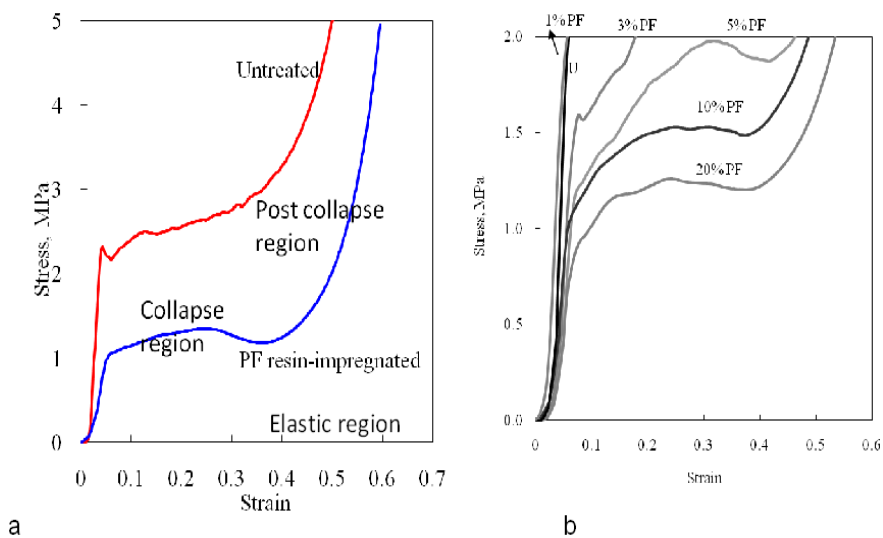 5
4
3
2
1
0
Stress, MPa
Untreated
Post collapse
region
Collapse
region
PF resin-impregnated
Elastic region
0 0.1 0.2 0.3 0.4 0.5 0.6 0.7
Strain
a
1%PF 3%PF 5%PF
2.0
U
10%PF
1.5
20%PF
1.0
0.5
0.0
Stress, MPa
0 0.1 0.2 0.3 0.4 0.5
Strain
b